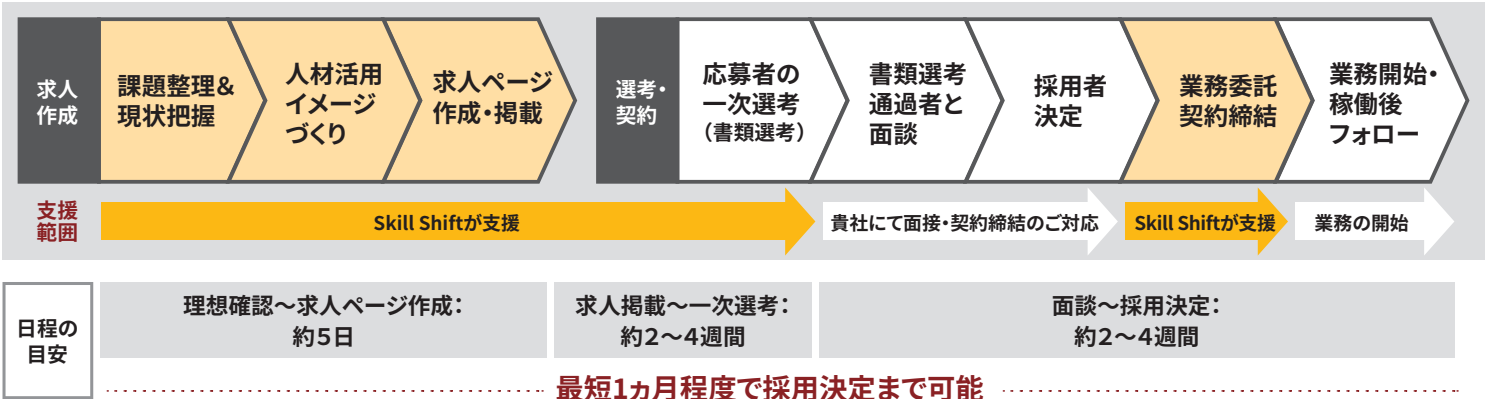 求人
作成
課題整理&
現状把握
人材活用
イメージ
づくり
求人ページ
作成・掲載
選考・
契約
応募者の
一次選考
（書類選考）
書類選考
通過者と
面談
採用者
決定
業務委託
契約締結
業務開始・
稼働後
フォロー
支援
範囲
Skill Shiftが支援
貴社にて面接・契約締結のご対応
Skill Shiftが支援
業務の開始
日程の
目安
理想確認〜求人ページ作成：
約5日
求人掲載〜一次選考：
約2〜4週間
面談〜採用決定：
約2〜4週間
最短1ヵ月程度で採用決定まで可能